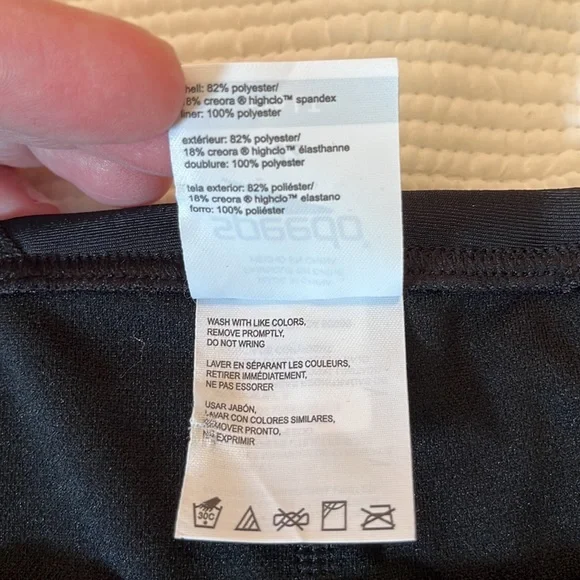 shell: 82% polyester/
18% creora ® highclo™ spandex
liner: 100% polyester
extérieur: 82% polyester/
18% creora ® highclo™ élasthanne
doublure: 100% polyester
tela exterior: 82% poliéster/
18% creora ® highclo™ elastano
forro: 100% poliéster
speedo
WASH WITH LIKE COLORS,
REMOVE PROMPTLY,
DO NOT WRING
LAVER EN SÉPARANT LES COULEURS,
RETIRER IMMÉDIATEMENT,
NE PAS ESSORER
USAR JABÓN,
LAVAR CON COLORES SIMILARES,
REMOVER PRONTO,
NO EXPRIMIR
30C